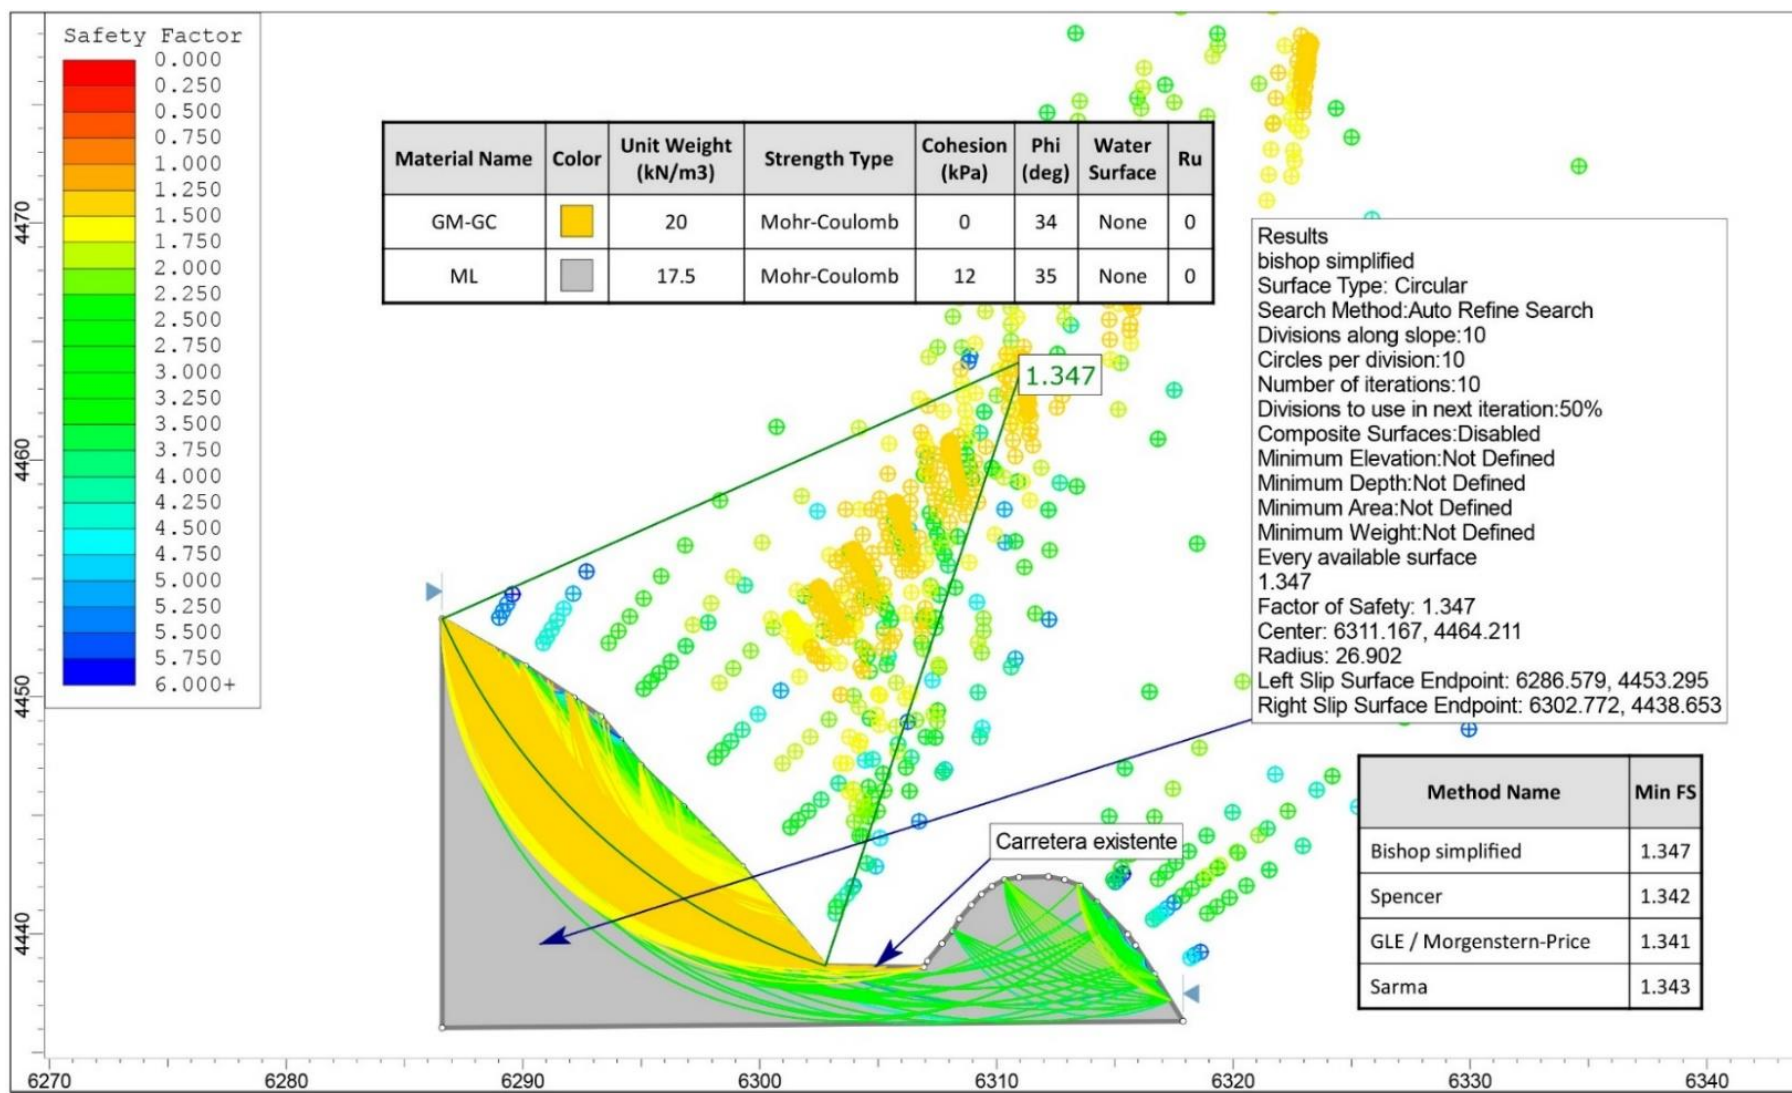 Safety Factor
0.000
0.250
0.500
0.750
1.000
1.250
1.500
1.750
2.000
2.250
2.500
2.750
3.000
3.250
3.500
3.750
4.000
4.250
4.500
4.750
5.000
5.250
5.500
5.750
6.000+
Material Name Color Unit Weight (kN/m3) Strength Type Cohesion (kPa) Phi (deg) Water Surface Ru
GM-GC 20 Mohr-Coulomb 0 34 None 0
ML 17.5 Mohr-Coulomb 12 35 None 0
1.347
Results
bishop simplified
Surface Type: Circular
Search Method:Auto Refine Search
Divisions along slope:10
Circles per division:10
Number of iterations:10
Divisions to use in next iteration:50%
Composite Surfaces:Disabled
Minimum Elevation:Not Defined
Minimum Depth:Not Defined
Minimum Area:Not Defined
Minimum Weight:Not Defined
Every available surface
1.347
Factor of Safety: 1.347
Center: 6311.167, 4464.211
Radius: 26.902
Left Slip Surface Endpoint: 6286.579, 4453.295
Right Slip Surface Endpoint: 6302.772, 4438.653
Carretera existente
Method Name Min FS
Bishop simplified 1.347
Spencer 1.342
GLE / Morgenstern-Price 1.341
Sarma 1.343
4470
4460
4450
4440
6270 6280 6290 6300 6310 6320 6330 6340